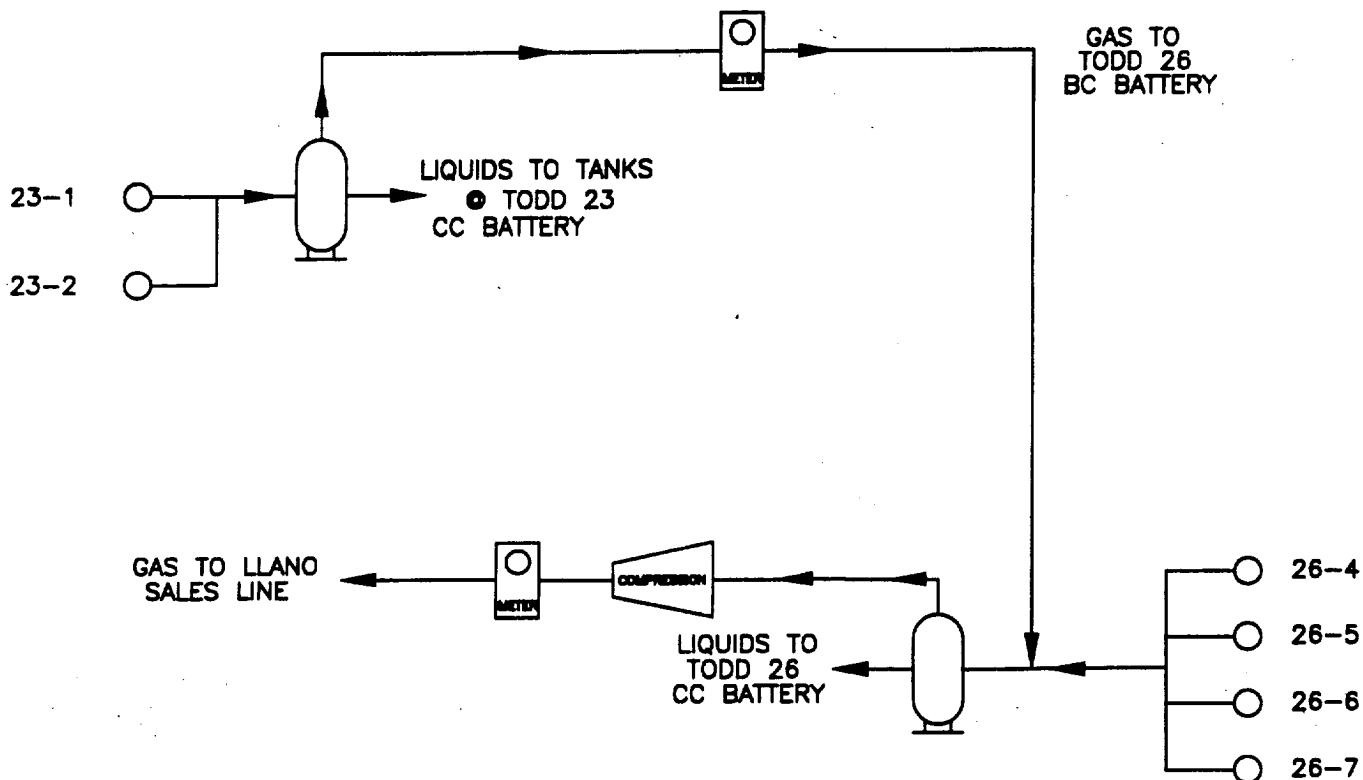 METER
GAS TO
TODD 26
BC BATTERY
LIQUIDS TO TANKS
@ TODD 23
CC BATTERY
23-1
23-2
GAS TO LLANO
SALES LINE
METER
COMPRESSION
LIQUIDS TO
TODD 26
CC BATTERY
26-4
26-5
26-6
26-7